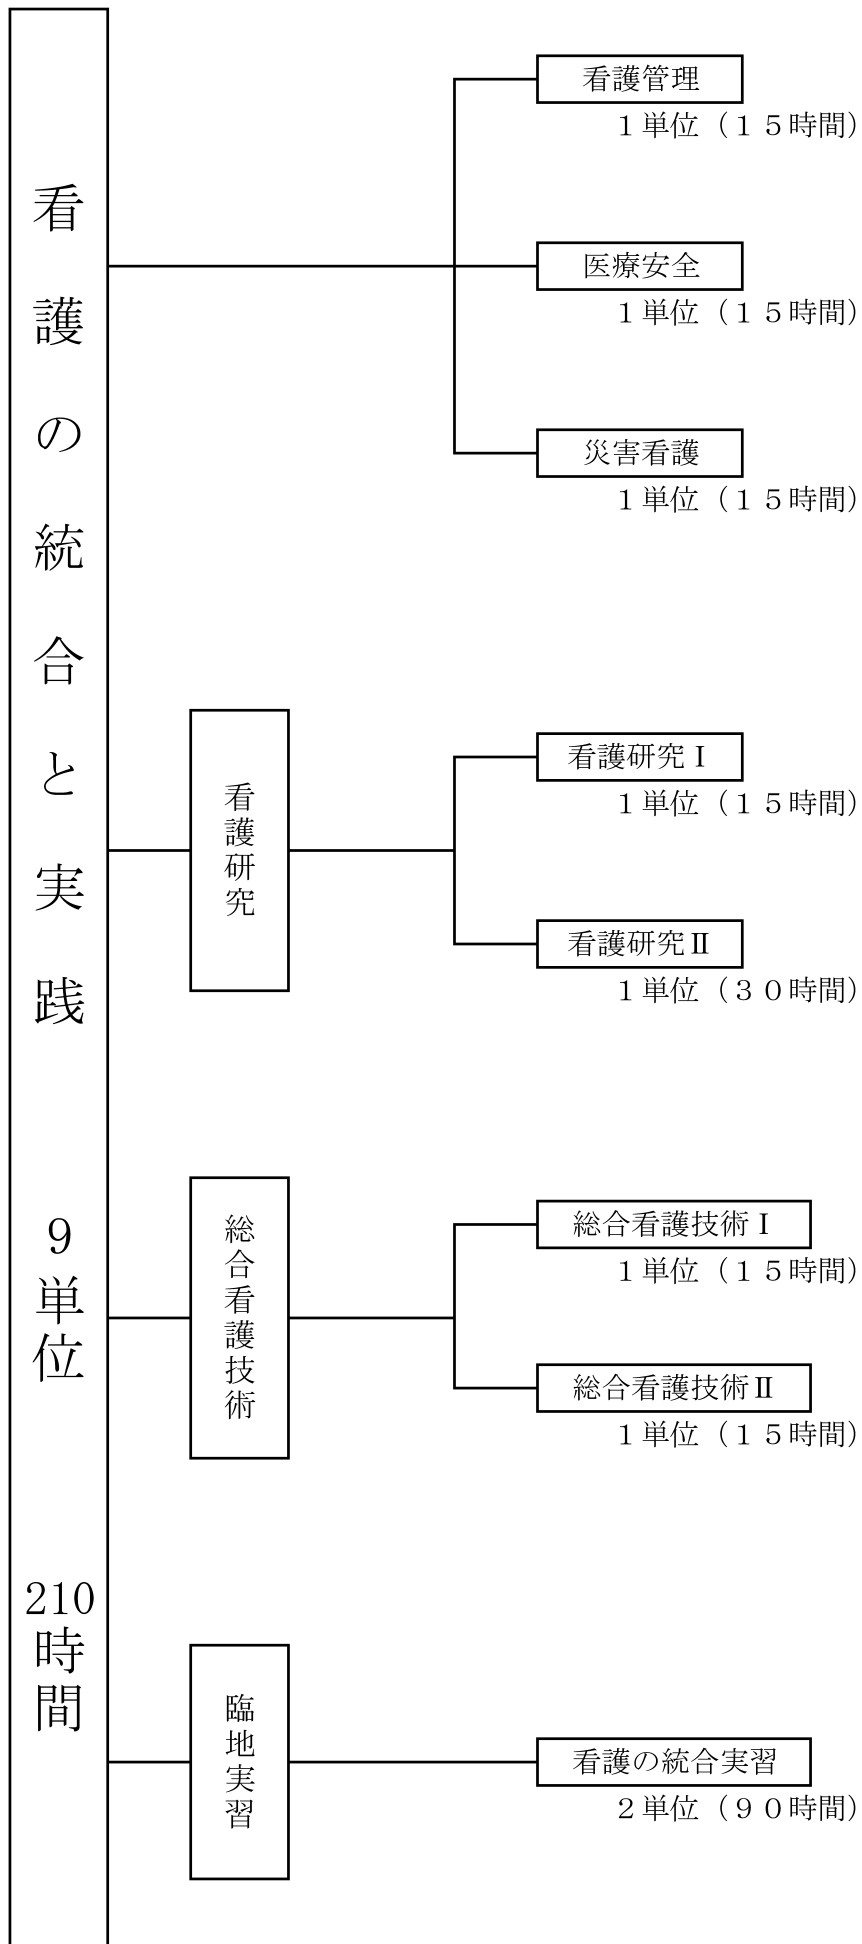 看護の統合と実践
9単位
210時間
看護管理
１単位（１５時間）
医療安全
１単位（１５時間）
災害看護
１単位（１５時間）
看護研究
看護研究Ⅰ
１単位（１５時間）
看護研究Ⅱ
１単位（３０時間）
総合看護技術
総合看護技術Ⅰ
１単位（１５時間）
総合看護技術Ⅱ
１単位（１５時間）
臨地実習
看護の統合実習
２単位（９０時間）